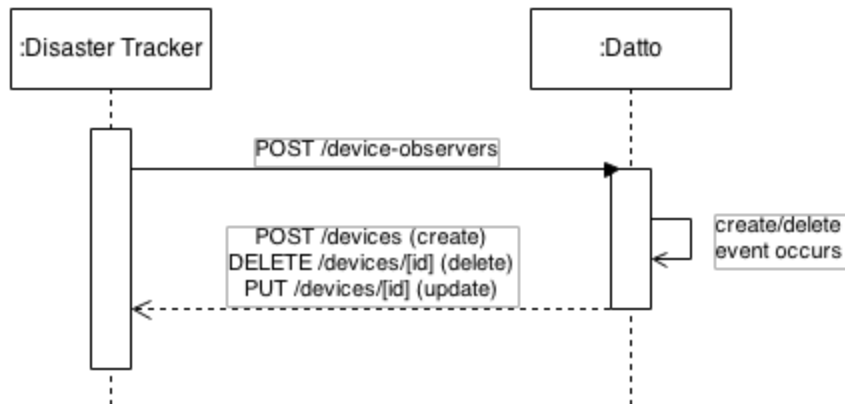 :Disaster Tracker
:Datto
POST /device-observers
create/delete
event occurs
POST /devices (create)
DELETE /devices/[id] (delete)
PUT /devices/[id] (update)